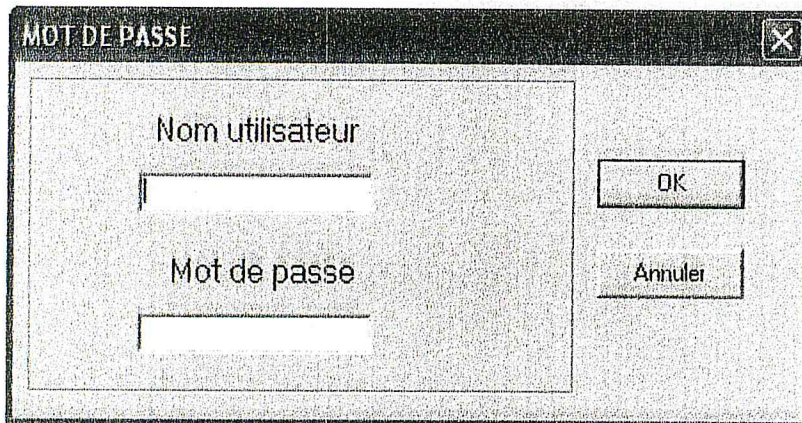 MOT DE PASSE
Nom utilisateur
OK
Mot de passe
Annuler